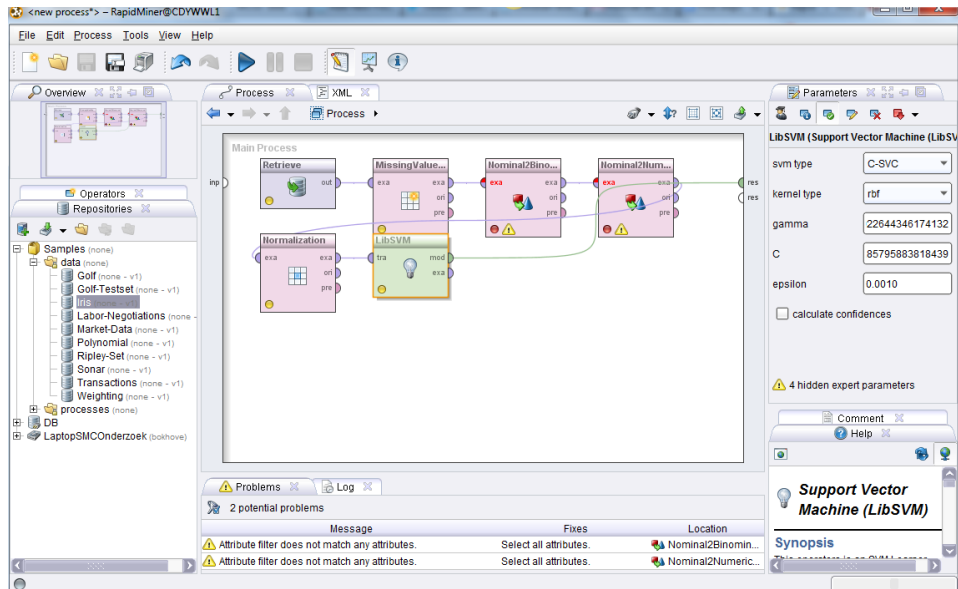 <new process*> – RapidMiner@CDYWWL1
File Edit Process Tools View Help
Overview
Process
XML
Parameters
Process
Main Process
inp
Retrieve
out
MissingValue...
exa exa
ori
pre
Nominal2Bino...
exa exa
ori
pre
Nominal2Num...
exa exa
ori
pre
res
res
Normalization
exa exa
ori
pre
LibSVM
tra mod
exa
Operators
Repositories
Samples (none)
data (none)
Golf (none - v1)
Golf-Testset (none - v1)
Iris (none - v1)
Labor-Negotiations (none -
Market-Data (none - v1)
Polynomial (none - v1)
Ripley-Set (none - v1)
Sonar (none - v1)
Transactions (none - v1)
Weighting (none - v1)
processes (none)
DB
LaptopSMCOnderzoek (bokhove)
LibSVM (Support Vector Machine (LibSV
svm type C-SVC
kernel type rbf
gamma 22644346174132
C 85795883818439
epsilon 0.0010
calculate confidences
4 hidden expert parameters
Comment
Help
Support Vector
Machine (LibSVM)
Synopsis
This operators is an SVM Learner
Problems
Log
2 potential problems
Message Fixes Location
Attribute filter does not match any attributes. Select all attributes. Nominal2Binomin...
Attribute filter does not match any attributes. Select all attributes. Nominal2Numeric...